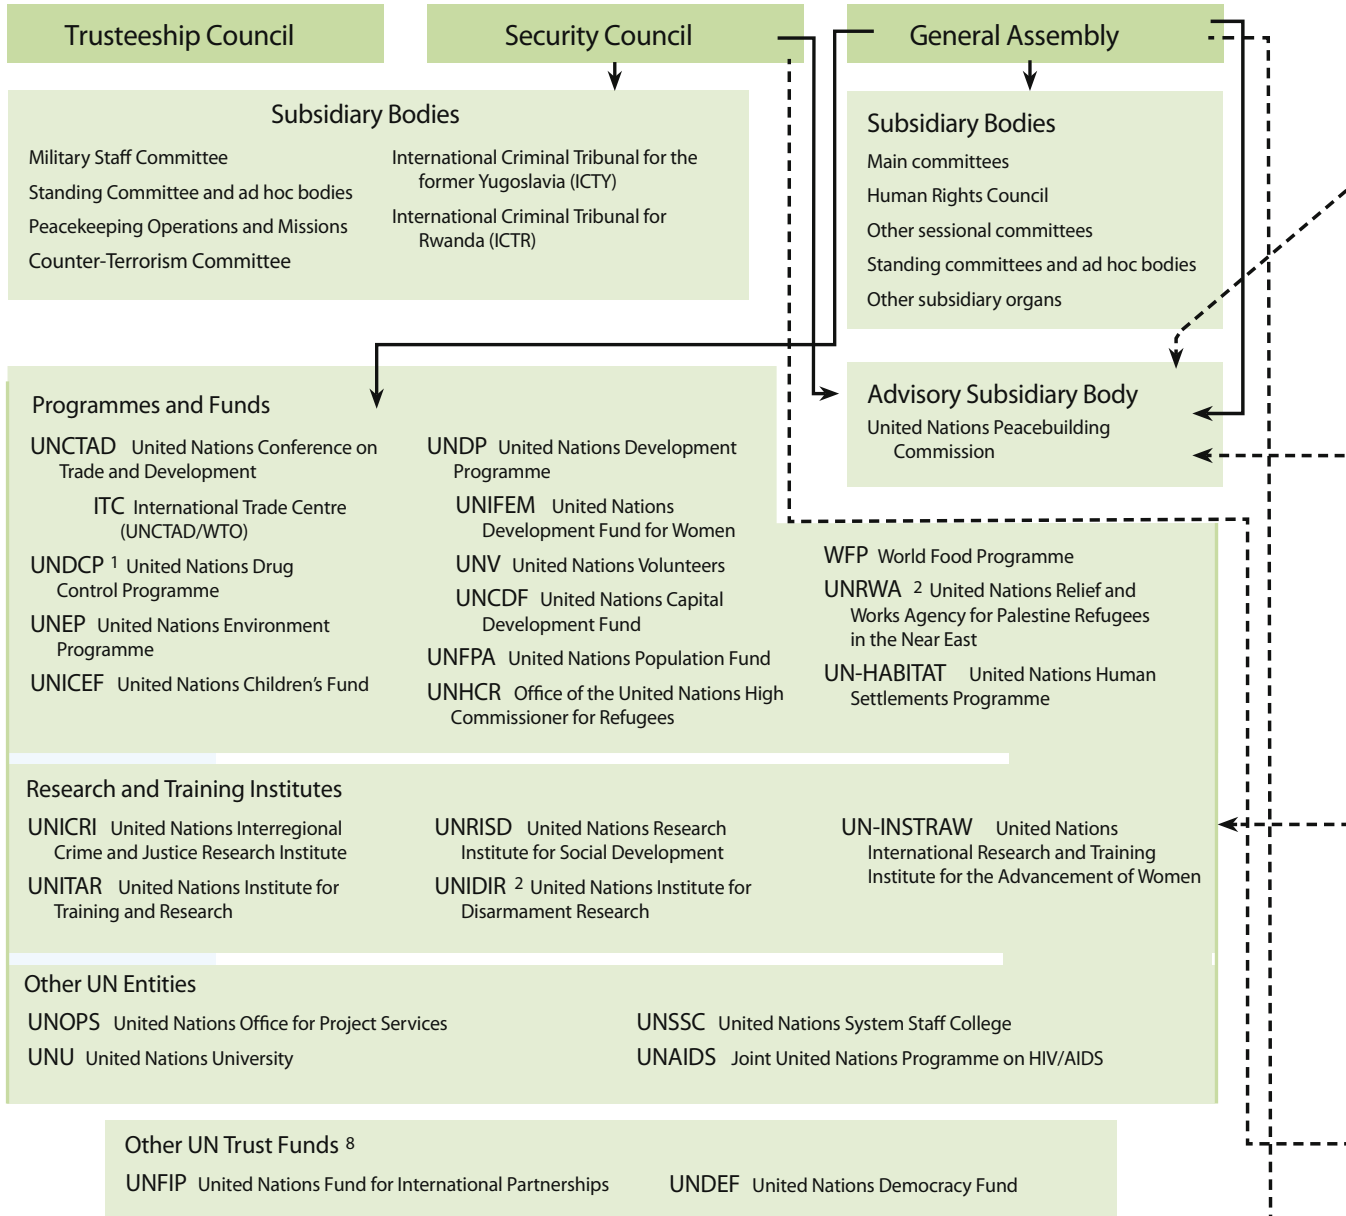 Trusteeship Council
Security Council
General Assembly
Subsidiary Bodies
Military Staff Committee
Standing Committee and ad hoc bodies
Peacekeeping Operations and Missions
Counter-Terrorism Committee
International Criminal Tribunal for the
former Yugoslavia (ICTY)
International Criminal Tribunal for
Rwanda (ICTR)
Subsidiary Bodies
Main committees
Human Rights Council
Other sessional committees
Standing committees and ad hoc bodies
Other subsidiary organs
Advisory Subsidiary Body
United Nations Peacebuilding
Commission
Programmes and Funds
UNCTAD United Nations Conference on
Trade and Development
ITC International Trade Centre
(UNCTAD/WTO)
UNDCP 1 United Nations Drug
Control Programme
UNEP United Nations Environment
Programme
UNICEF United Nations Children's Fund
UNDP United Nations Development
Programme
UNIFEM United Nations
Development Fund for Women
UNV United Nations Volunteers
UNCDF United Nations Capital
Development Fund
UNFPA United Nations Population Fund
UNHCR Office of the United Nations High
Commissioner for Refugees
WFP World Food Programme
UNRWA 2 United Nations Relief and
Works Agency for Palestine Refugees
in the Near East
UN-HABITAT United Nations Human
Settlements Programme
Research and Training Institutes
UNICRI United Nations Interregional
Crime and Justice Research Institute
UNITAR United Nations Institute for
Training and Research
UNRISD United Nations Research
Institute for Social Development
UNIDIR 2 United Nations Institute for
Disarmament Research
UN-INSTRAW United Nations
International Research and Training
Institute for the Advancement of Women
Other UN Entities
UNOPS United Nations Office for Project Services
UNU United Nations University
UNSSC United Nations System Staff College
UNAIDS Joint United Nations Programme on HIV/AIDS
Other UN Trust Funds 8
UNFIP United Nations Fund for International Partnerships
UNDEF United Nations Democracy Fund